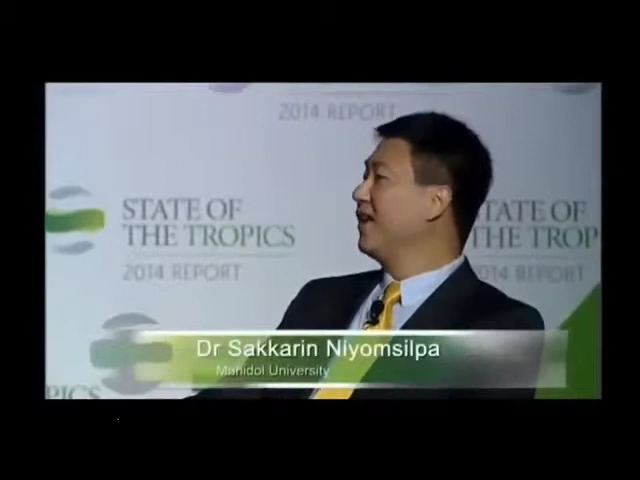 2014 REPORT
STATE OF
THE TROPICS
2014 REPORT
STATE OF
THE TROP
2014 REPORT
Dr Sakkarin Niyomsilpa
Mahidol University
PICS